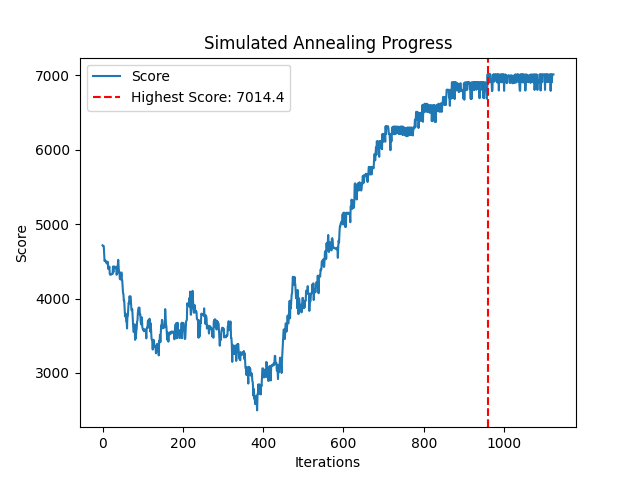 Simulated Annealing Progress
Score
Highest Score: 7014.4
7000
6000
5000
4000
3000
Score
0 200 400 600 800 1000
Iterations